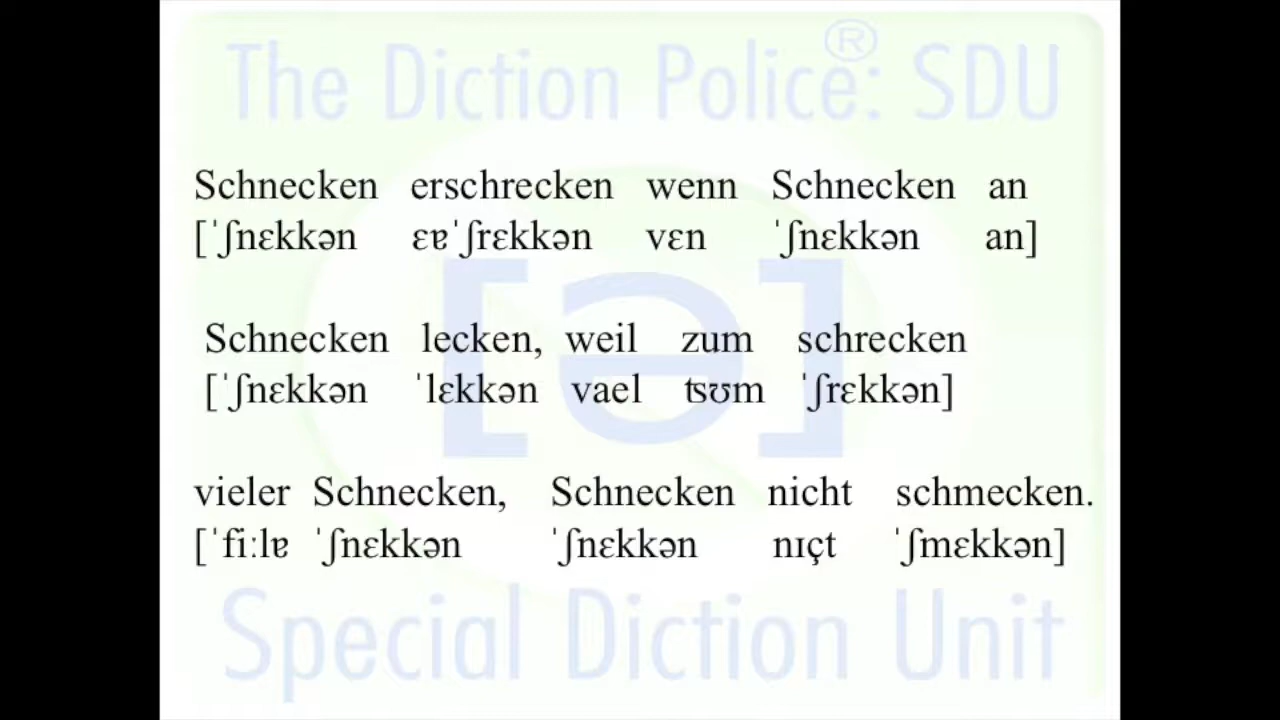 The Diction Police®: SDU
Schnecken erschrecken wenn Schnecken an
[ˈʃnɛkkən ɛɐˈʃrɛkkən vɛn ˈʃnɛkkən an]
[ə]
Schnecken lecken, weil zum schrecken
[ˈʃnɛkkən ˈlɛkkən vael ʦʊm ˈʃrɛkkən]
vieler Schnecken, Schnecken nicht schmecken.
[ˈfiːlɐ ˈʃnɛkkən ˈʃnɛkkən nɪçt ˈʃmɛkkən]
Special Diction Unit